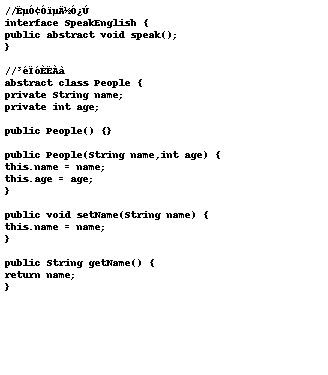 //ËµÓ¢ÓïµÄ½Ó¿Ú
interface SpeakEnglish {
public abstract void speak();
}
//³éÏóÈËÀà
abstract class People {
private String name;
private int age;
public People() {}
public People(String name,int age) {
this.name = name;
this.age = age;
}
public void setName(String name) {
this.name = name;
}
public String getName() {
return name;
}